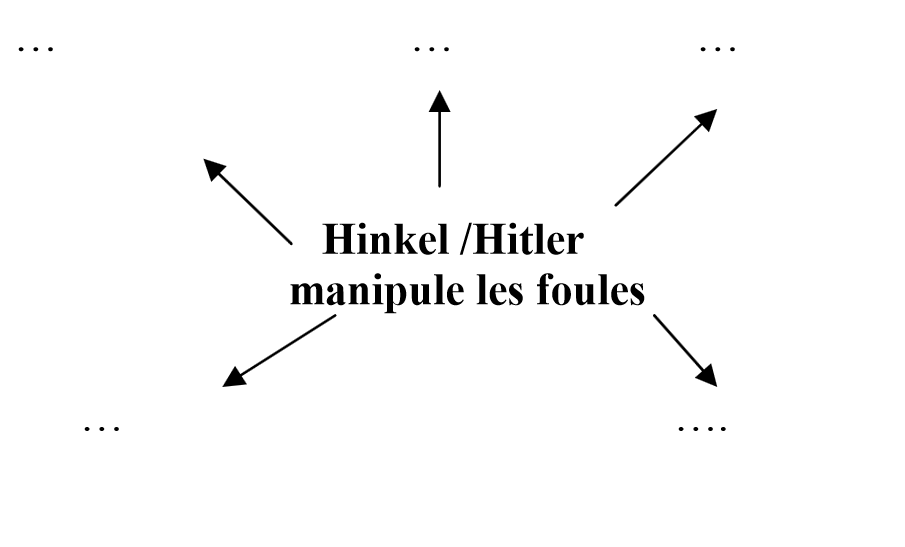 ... ... ...
Hinkel /Hitler
manipule les foules
... ....